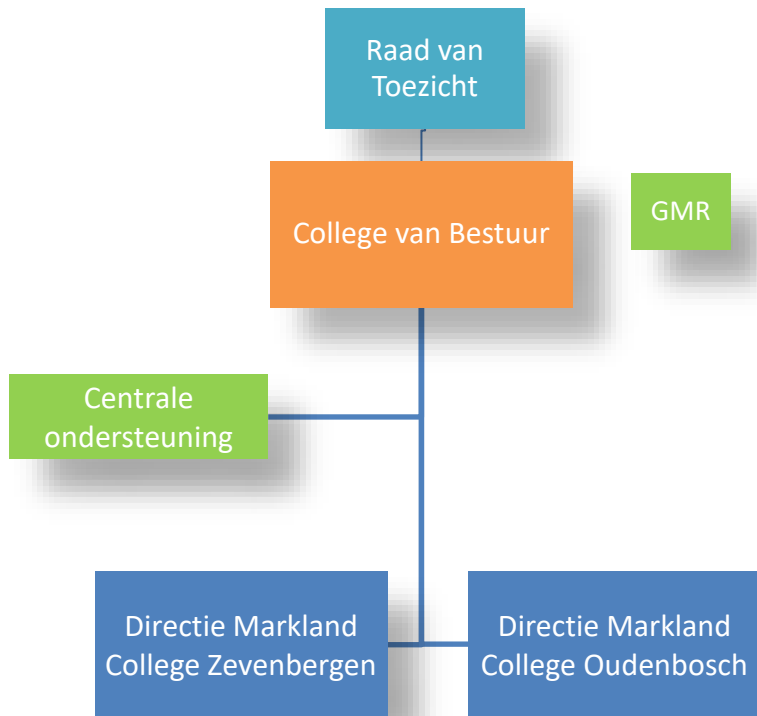 Raad van
Toezicht
College van Bestuur
GMR
Centrale
ondersteuning
Directie Markland
College Zevenbergen
Directie Markland
College Oudenbosch